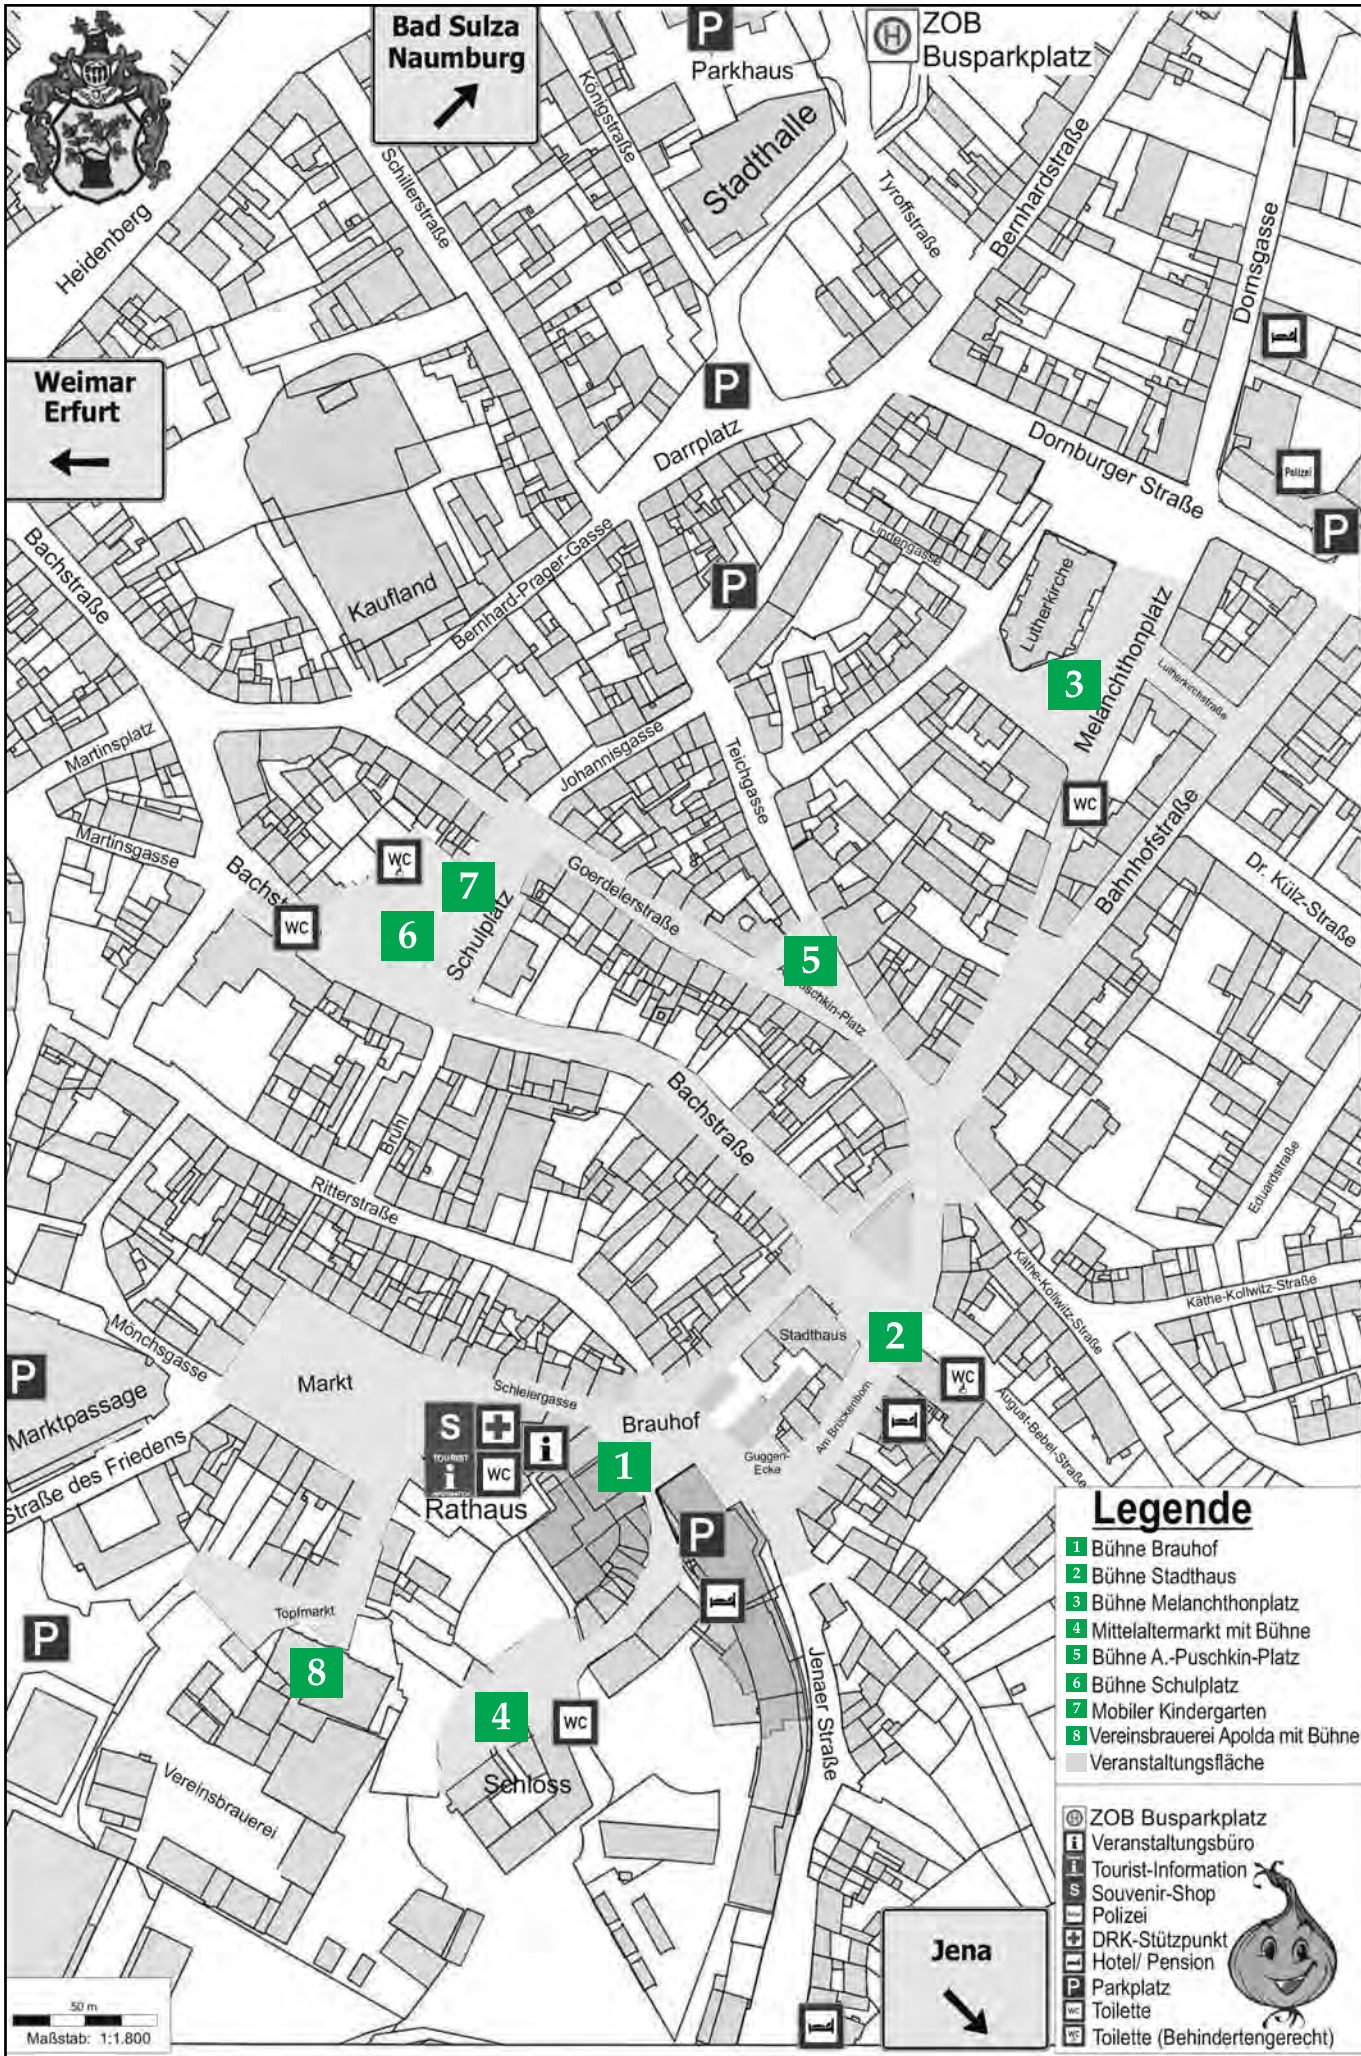 Bad Sulza
Naumburg
P
Parkhaus
H
ZOB
Busparkplatz
Stadthalle
Königstraße
Schillerstraße
Heidenberg
Tyroffstraße
Bernhardstraße
Dornsgasse
Weimar
Erfurt
P
Darrplatz
Dornburger Straße
Polizei
P
Bachstraße
Kaufland
Bernhard-Prager-Gasse
P
Lindengasse
Lutherkirche
Melanchthonplatz
3
Lutherkirchstraße
Martinsplatz
Johannisgasse
Teichgasse
Martinsgasse
WC
Bahnhofstraße
WC
7
Goerdelerstraße
Dr. Külz-Straße
WC
6
Schulplatz
5
Bachstraße
Brühl
Ritterstraße
Eduardstraße
Käthe-Kollwitz-Straße
Käthe-Kollwitz-Straße
Mönchsgasse
Stadthaus
2
P
Markt
Schleiergasse
WC
Marktpassage
Brauhof
Am Brückenborn
August-Bebel-Straße
S
TOURIST
i
WC
i
1
Guggen-
Ecke
Straße des Friedens
Rathaus
P
Topfmarkt
P
8
4
WC
Jenaer Straße
Schloss
Vereinsbrauerei
Jena
50 m
Maßstab: 1:1.800
Legende
1 Bühne Brauhof
2 Bühne Stadthaus
3 Bühne Melanchthonplatz
4 Mittelaltermarkt mit Bühne
5 Bühne A.-Puschkin-Platz
6 Bühne Schulplatz
7 Mobiler Kindergarten
8 Vereinsbrauerei Apolda mit Bühne
Veranstaltungsfläche
H ZOB Busparkplatz
i Veranstaltungsbüro
i Tourist-Information
S Souvenir-Shop
Polizei
DRK-Stützpunkt
Hotel/ Pension
P Parkplatz
WC Toilette
WC Toilette (Behindertengerecht)